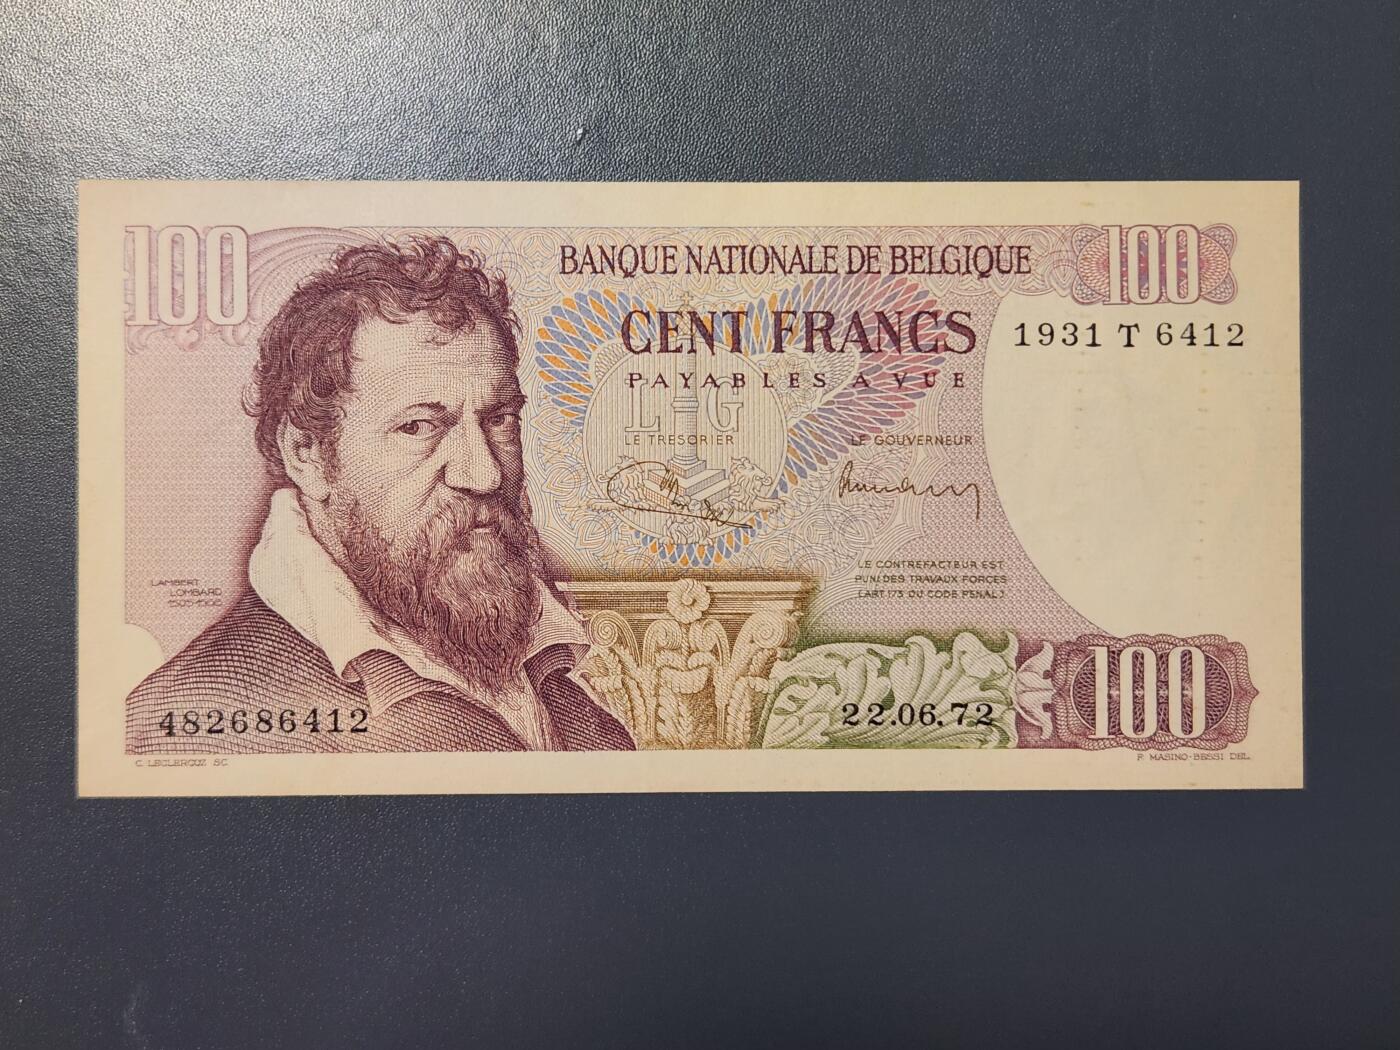 100
BANQUE NATIONALE DE BELGIQUE
100
CENT FRANCS
1931 T 6412
PAYABLES A VUE
L G
LE TRESORIER
LE GOUVERNEUR
LE CONTREFACTEUR EST
PUNI DES TRAVAUX FORCES
(ART 173 DU CODE PENAL)
LAMBERT
LOMBARD
1505-1566
482686412
22.06.72
100
C. LECLERCQZ SC.
F. MASINO-BESSI DEL.